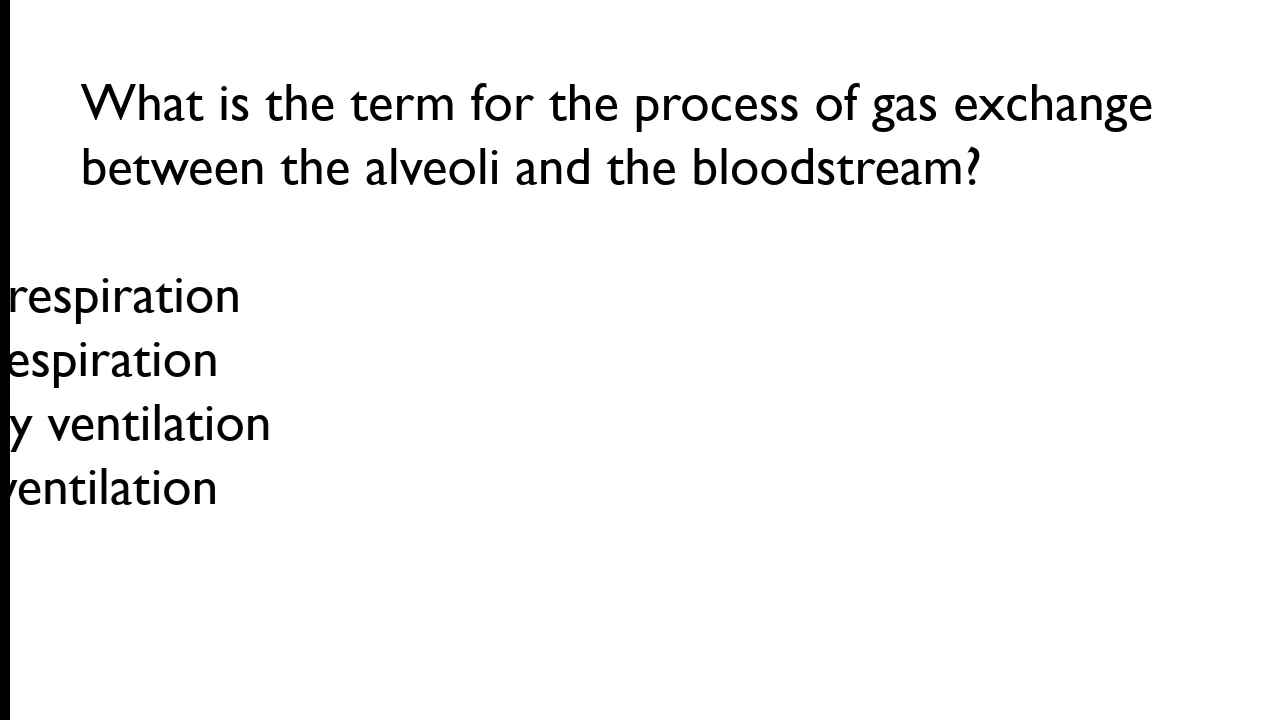 What is the term for the process of gas exchange
between the alveoli and the bloodstream?
respiration
espiration
y ventilation
ventilation